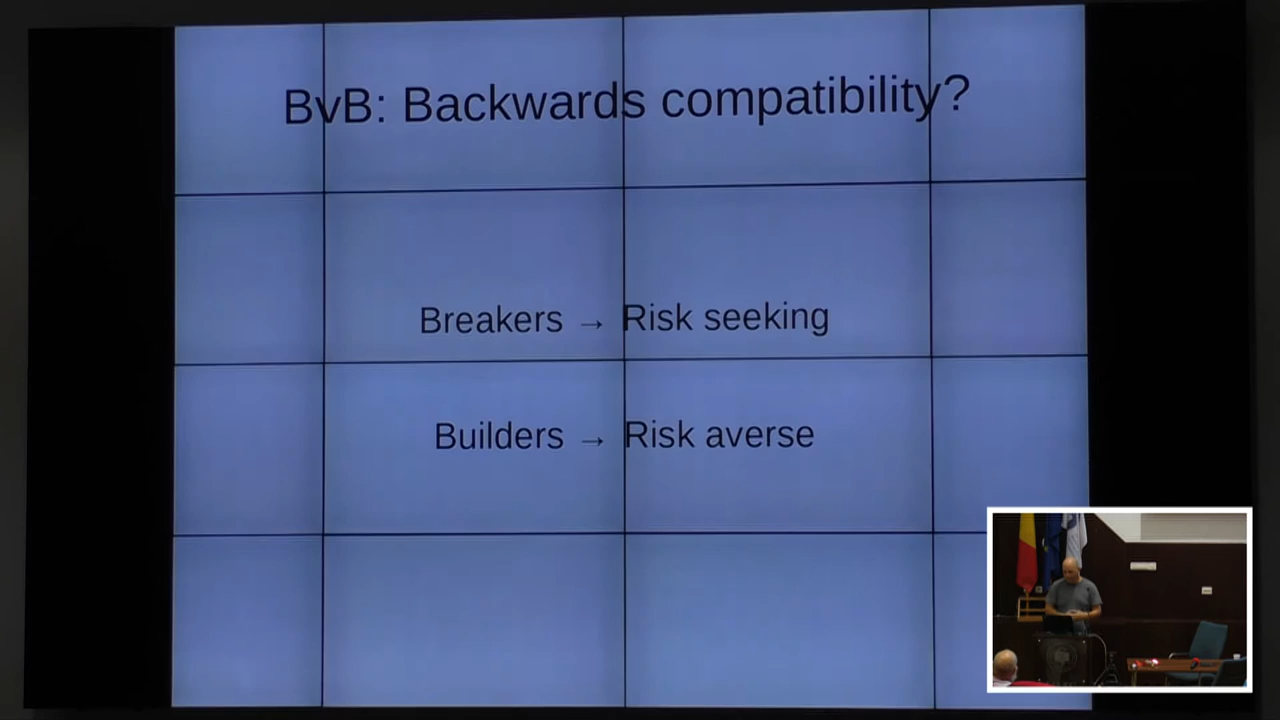 BvB: Backwards compatibility?
Breakers → Risk seeking
Builders → Risk averse